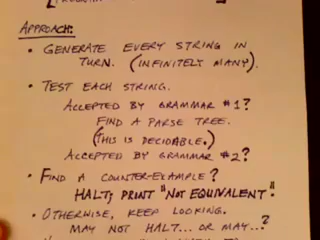 APPROACH:
• GENERATE EVERY STRING IN
TURN. (INFINITELY MANY).
• TEST EACH STRING.
ACCEPTED BY GRAMMAR #1?
FIND A PARSE TREE.
(THIS IS DECIDABLE.)
ACCEPTED BY GRAMMAR #2?
• FIND A COUNTER-EXAMPLE?
HALT; PRINT "NOT EQUIVALENT".
• OTHERWISE, KEEP LOOKING.
MAY NOT HALT... OR MAY...?